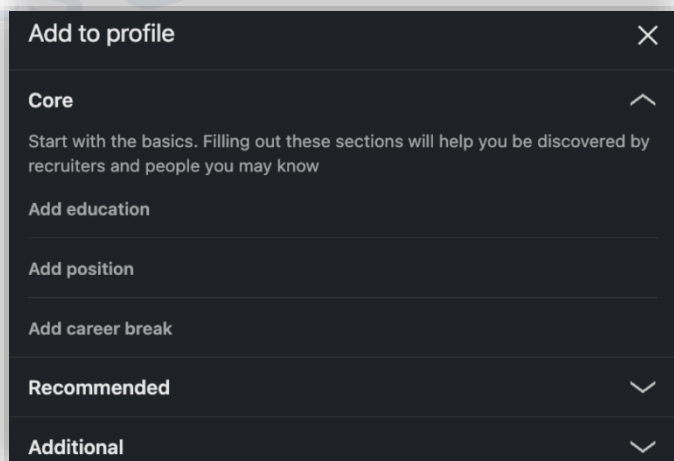 Add to profile
Core
Start with the basics. Filling out these sections will help you be discovered by
recruiters and people you may know
Add education
Add position
Add career break
Recommended
Additional